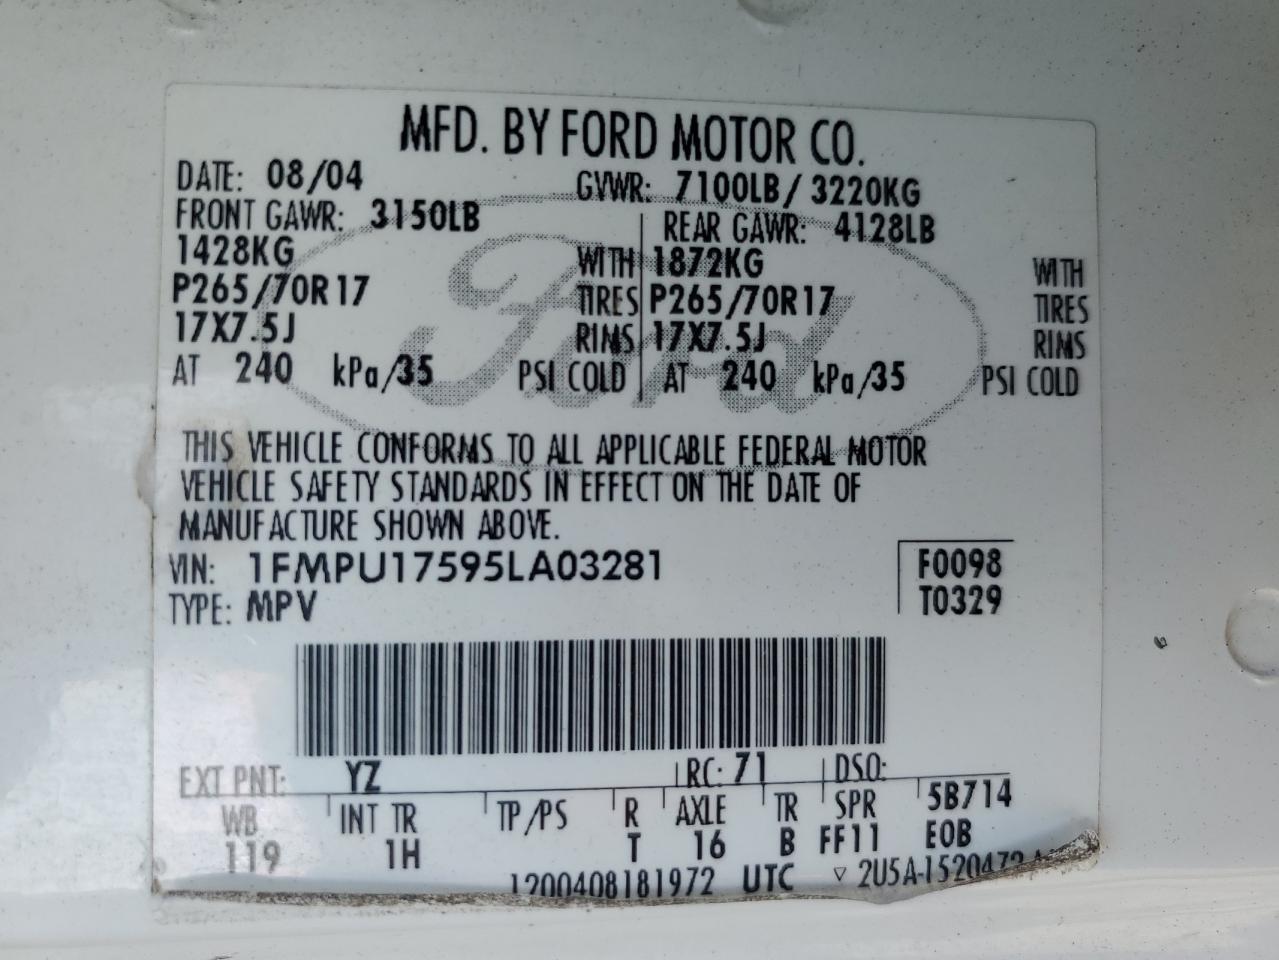 MFD. BY FORD MOTOR CO.
DATE: 08/04 GVWR: 7100LB/ 3220KG
FRONT GAWR: 3150LB REAR GAWR: 4128LB
1428KG WITH 1872KG WITH
P265/70R17 TIRES P265/70R17 TIRES
17X7.5J RIMS 17X7.5J RIMS
AT 240 kPa/35 PSI COLD AT 240 kPa/35 PSI COLD
Ford
THIS VEHICLE CONFORMS TO ALL APPLICABLE FEDERAL MOTOR
VEHICLE SAFETY STANDARDS IN EFFECT ON THE DATE OF
MANUFACTURE SHOWN ABOVE.
VIN: 1FMPU17595LA03281 F0098
TYPE: MPV T0329
EXT PNT: YZ RC: 71 DSO:
WB INT TR TP/PS R AXLE TR SPR 5B714
119 1H T 16 B FF11 EOB
1200408181972 UTC ▽ 2U5A-1520472